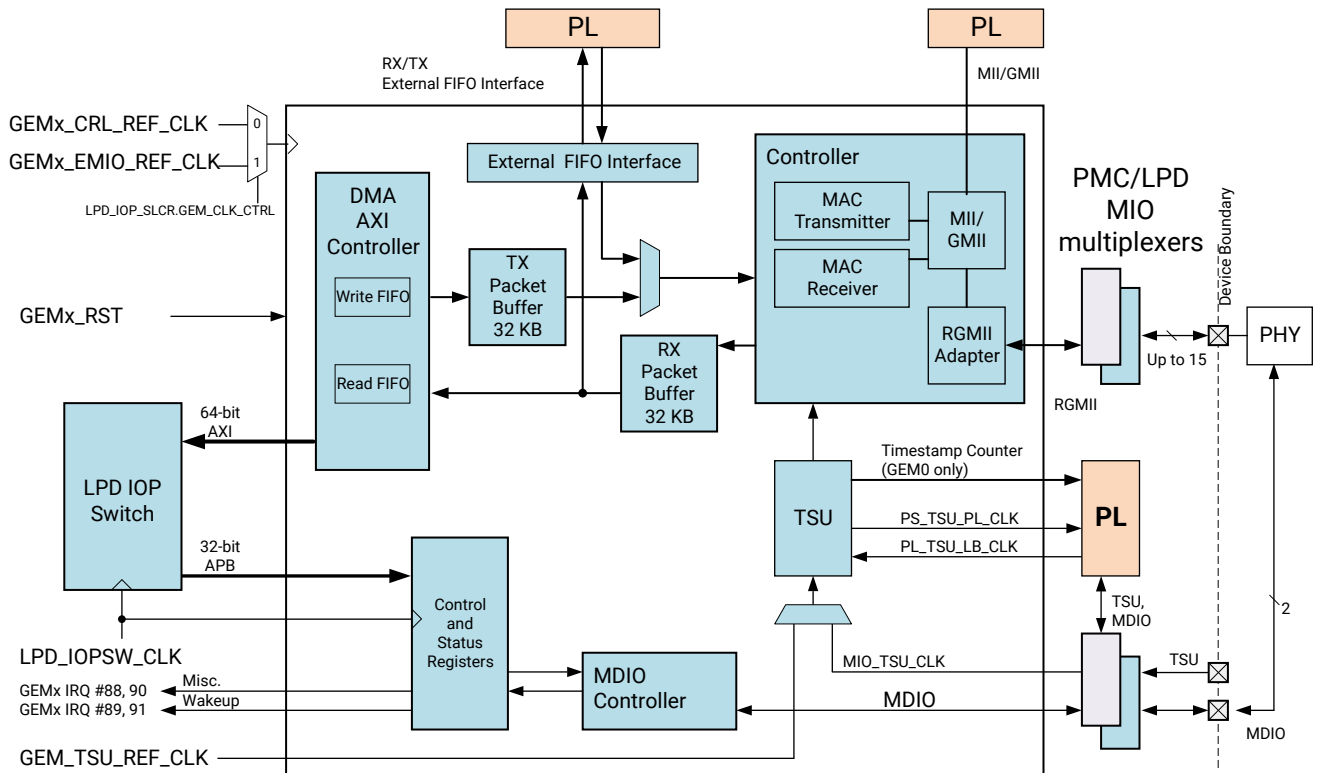 PL
PL
RX/TX
External FIFO Interface
MII/GMII
GEMx_CRL_REF_CLK
0
GEMx_EMIO_REF_CLK
1
LPD_IOP_SLCR.GEM_CLK_CTRL
External FIFO Interface
Controller
DMA
AXI
Controller
Write FIFO
Read FIFO
MAC
Transmitter
MII/
GMII
MAC
Receiver
RGMII
Adapter
PMC/LPD
MIO
multiplexers
Device Boundary
TX
Packet
Buffer
32 KB
GEMx_RST
RX
Packet
Buffer
32 KB
PHY
Up to 15
RGMII
64-bit
AXI
LPD IOP
Switch
32-bit
APB
Timestamp Counter
(GEM0 only)
TSU
PS_TSU_PL_CLK
PL_TSU_LB_CLK
PL
TSU,
MDIO
2
Control
and
Status
Registers
LPD_IOPSW_CLK
MIO_TSU_CLK
TSU
GEMx IRQ #88, 90
Misc.
GEMx IRQ #89, 91
Wakeup
MDIO
Controller
MDIO
MDIO
GEM_TSU_REF_CLK